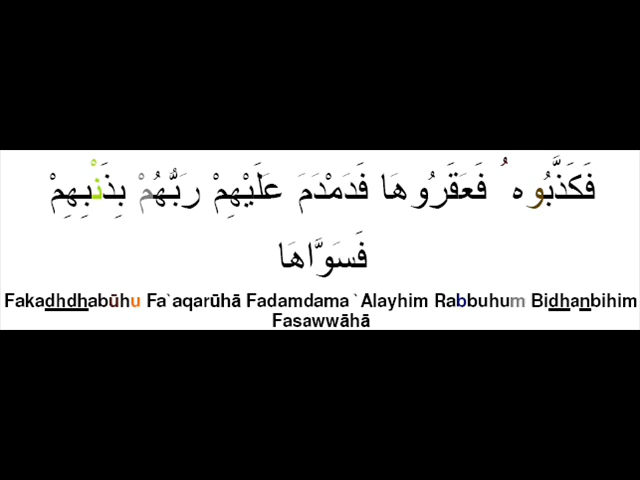 فَكَذَّبُوهُ فَعَقَرُوهَا فَدَمْدَمَ عَلَيْهِمْ رَبُّهُمْ بِذَنْبِهِمْ
فَسَوَّاهَا
Fakadhdhabūhu Fa`aqarūhā Fadamdama `Alayhim Rabbuhum Bidhanbihim
Fasawwāhā